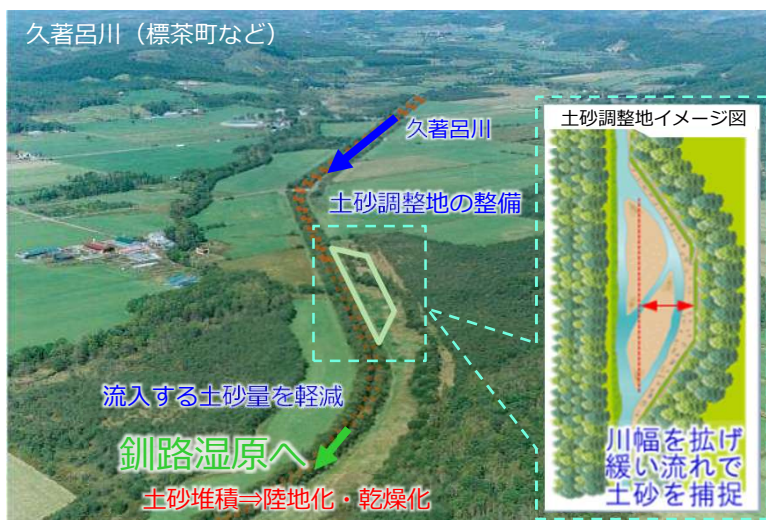 久著呂川（標茶町など）
久著呂川
土砂調整地の整備
流入する土砂量を軽減
釧路湿原へ
土砂堆積⇒陸地化・乾燥化
土砂調整地イメージ図
川幅を拡げ
緩い流れで
土砂を捕捉